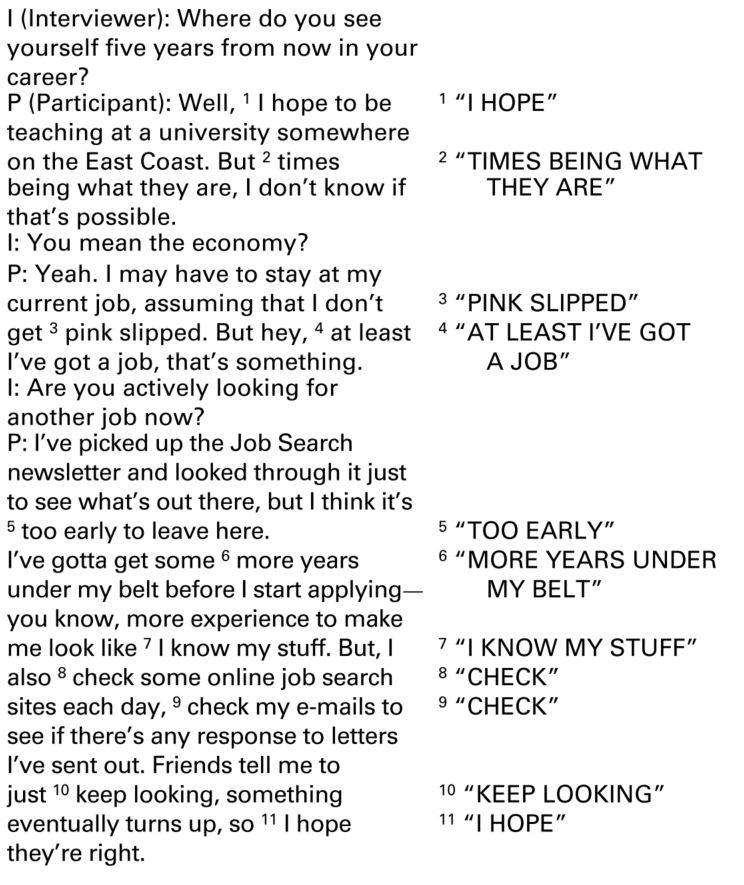 I (Interviewer): Where do you see
yourself five years from now in your
career?
P (Participant): Well, ¹ I hope to be ¹ “I HOPE”
teaching at a university somewhere
on the East Coast. But ² times ² “TIMES BEING WHAT
being what they are, I don’t know if THEY ARE”
that’s possible.
I: You mean the economy?
P: Yeah. I may have to stay at my
current job, assuming that I don’t ³ “PINK SLIPPED”
get ³ pink slipped. But hey, ⁴ at least ⁴ “AT LEAST I’VE GOT
I’ve got a job, that’s something. A JOB”
I: Are you actively looking for
another job now?
P: I’ve picked up the Job Search
newsletter and looked through it just
to see what’s out there, but I think it’s
⁵ too early to leave here. ⁵ “TOO EARLY”
I’ve gotta get some ⁶ more years ⁶ “MORE YEARS UNDER
under my belt before I start applying— MY BELT”
you know, more experience to make
me look like ⁷ I know my stuff. But, I ⁷ “I KNOW MY STUFF”
also ⁸ check some online job search ⁸ “CHECK”
sites each day, ⁹ check my e-mails to ⁹ “CHECK”
see if there’s any response to letters
I’ve sent out. Friends tell me to
just ¹⁰ keep looking, something ¹⁰ “KEEP LOOKING”
eventually turns up, so ¹¹ I hope ¹¹ “I HOPE”
they’re right.